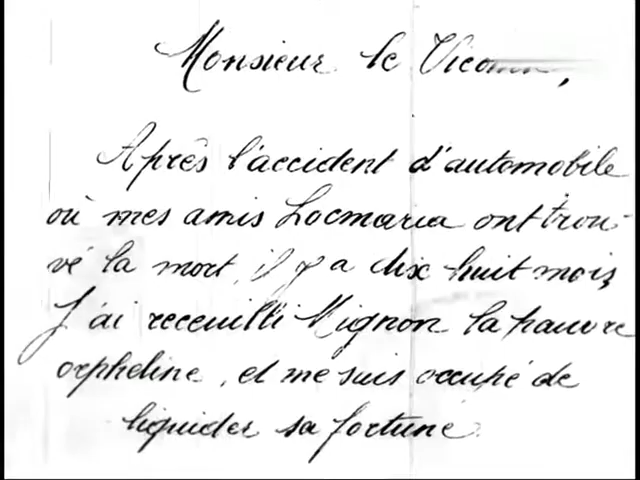 Monsieur le Vicomte,
Après l'accident d'automobile
où mes amis Locmaria ont trou-
vé la mort, il y a dix huit mois,
J'ai receuilli Mignon la pauvre
orpheline, et me suis occupé de
liquider sa fortune.